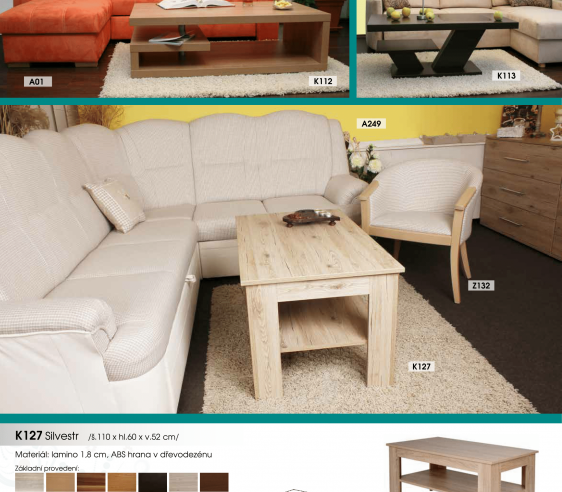 A01
K112
K113
A249
Z132
K127
K127 Silvestr /š.110 x hl.60 x v.52 cm/
Materiál: lamino 1,8 cm, ABS hrana v dřevodezénu
Základní provedení: